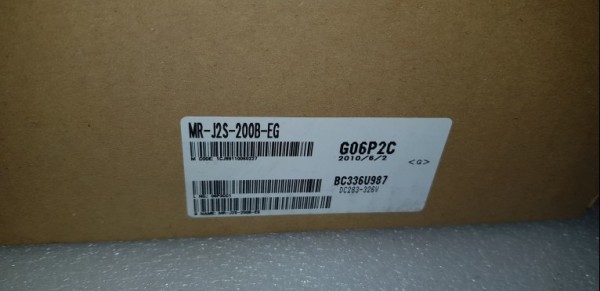 MR-J2S-200B-EG
G06P2C
2010/6/2
<G>
BC336U987
DC283-326V